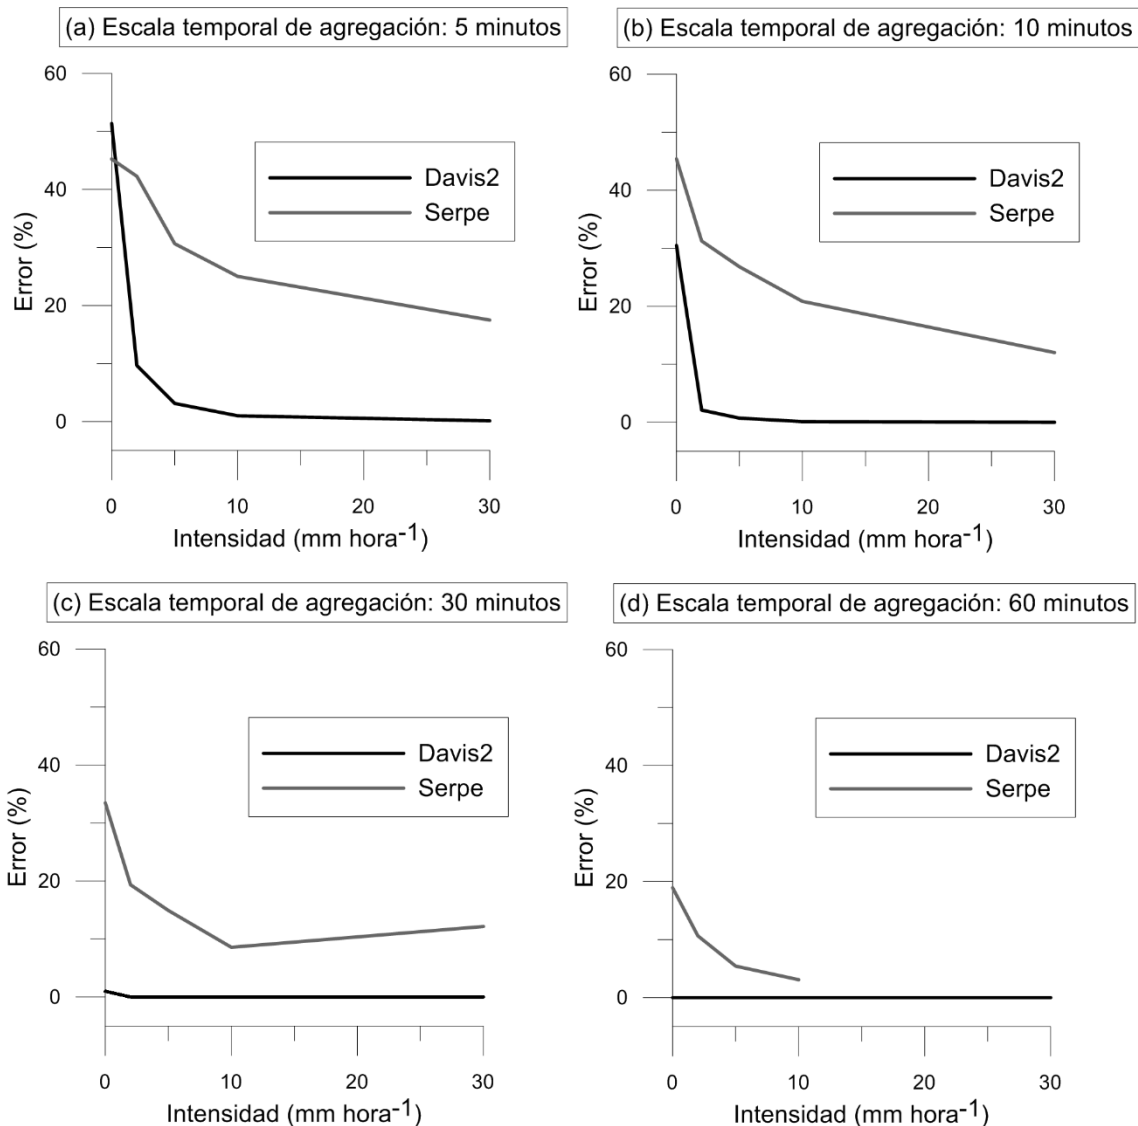 (a) Escala temporal de agregación: 5 minutos
60
40
20
0
Error (%)
Davis2
Serpe
0 10 20 30
Intensidad (mm hora-1)
(b) Escala temporal de agregación: 10 minutos
60
40
20
0
Error (%)
Davis2
Serpe
0 10 20 30
Intensidad (mm hora-1)
(c) Escala temporal de agregación: 30 minutos
60
40
20
0
Error (%)
Davis2
Serpe
0 10 20 30
Intensidad (mm hora-1)
(d) Escala temporal de agregación: 60 minutos
60
40
20
0
Error (%)
Davis2
Serpe
0 10 20 30
Intensidad (mm hora-1)